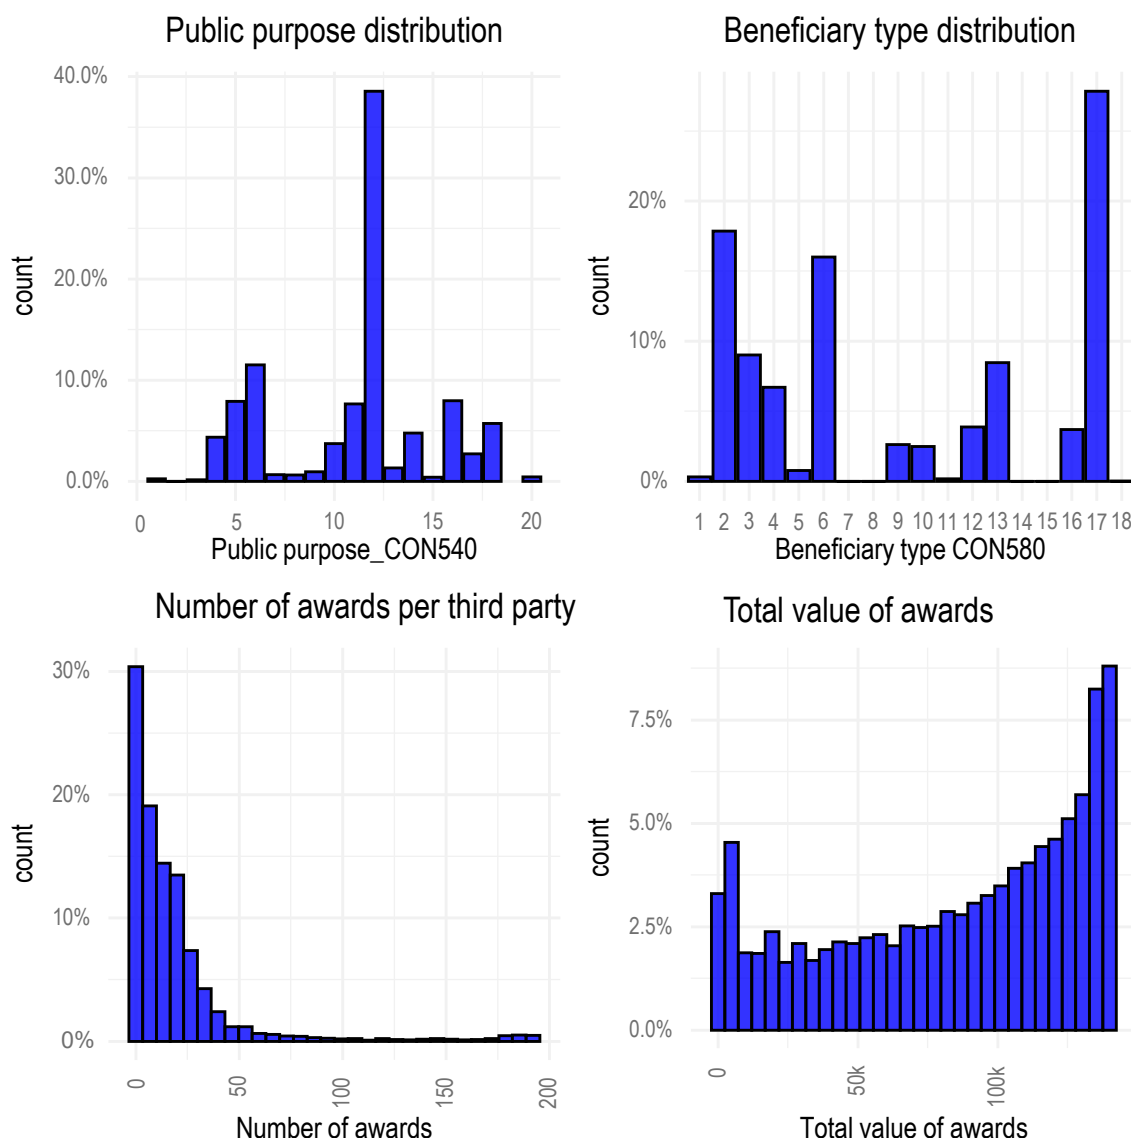 Public purpose distribution
40.0%
30.0%
20.0%
10.0%
0.0%
count
0 5 10 15 20
Public purpose_CON540
Beneficiary type distribution
20%
10%
0%
count
1 2 3 4 5 6 7 8 9 10 11 12 13 14 15 16 17 18
Beneficiary type CON580
Number of awards per third party
30%
20%
10%
0%
count
0 50 100 150 200
Number of awards
Total value of awards
7.5%
5.0%
2.5%
0.0%
count
0 50k 100k
Total value of awards